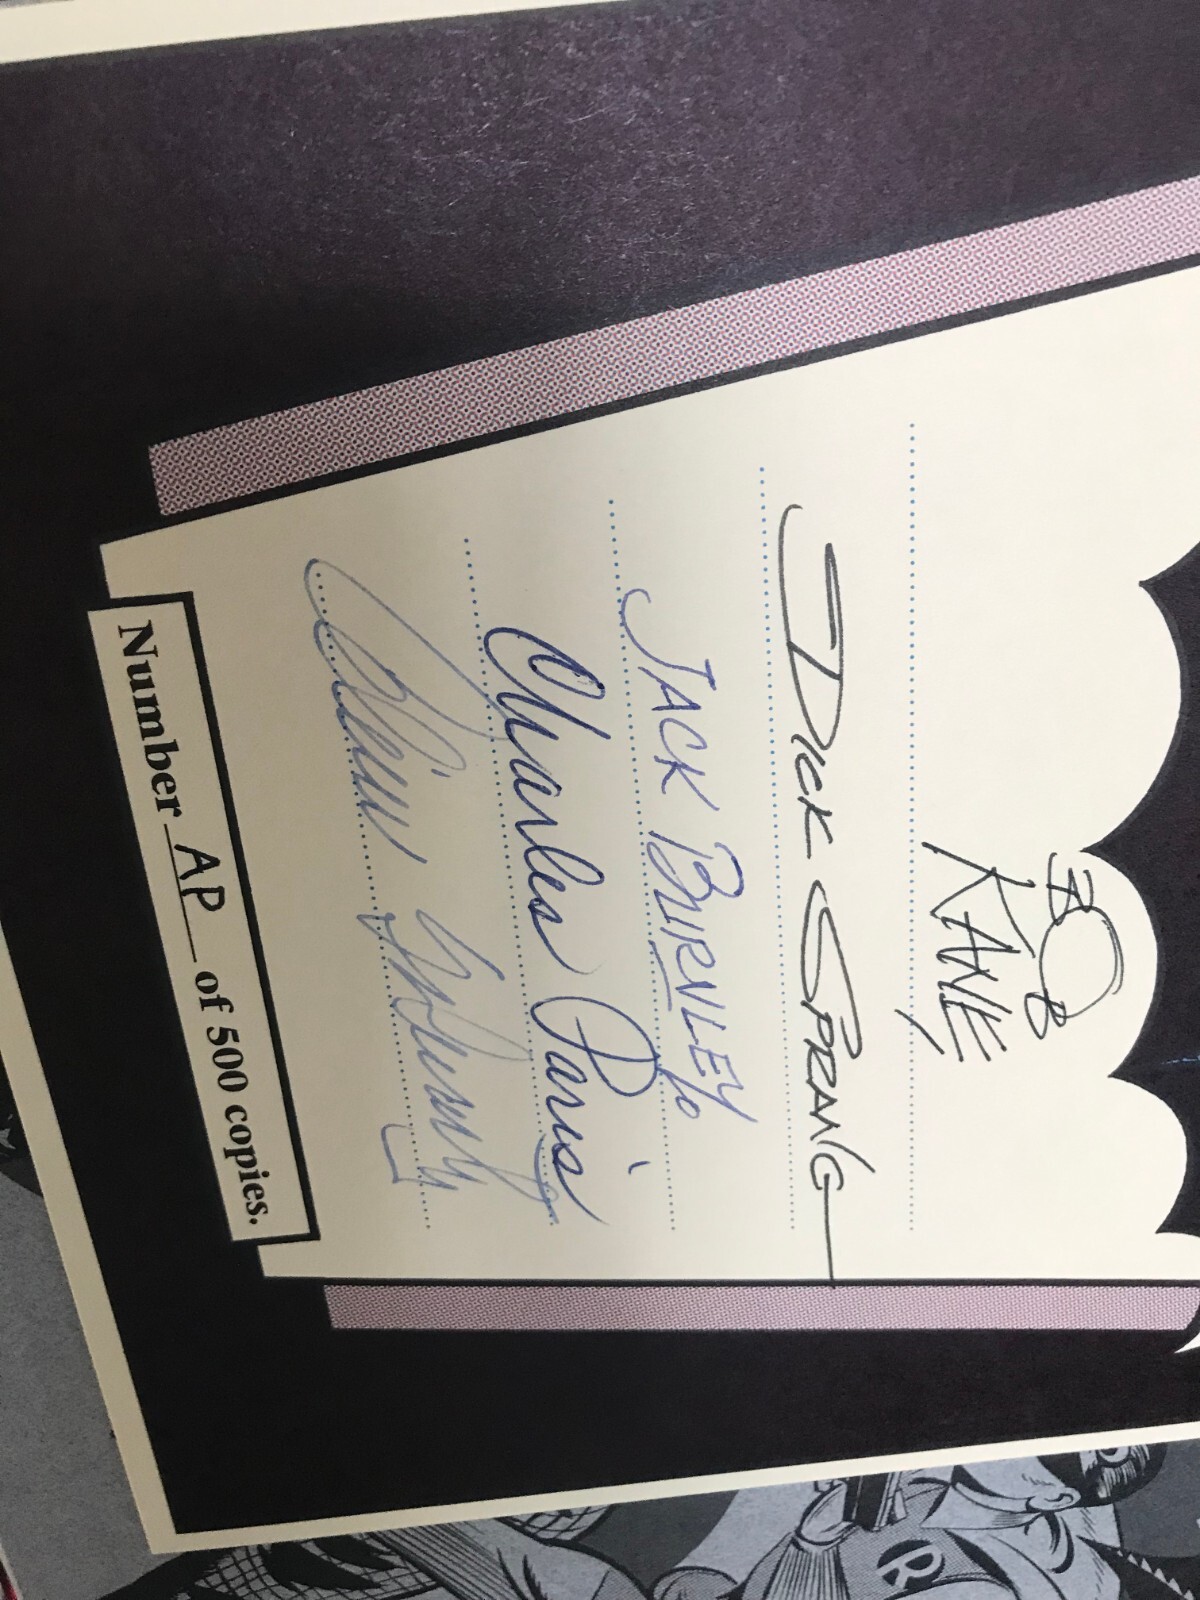 BOB
KANE
DICK SPRANG
JACK BURNLEY
Charles Paris
Number AP of 500 copies.
R